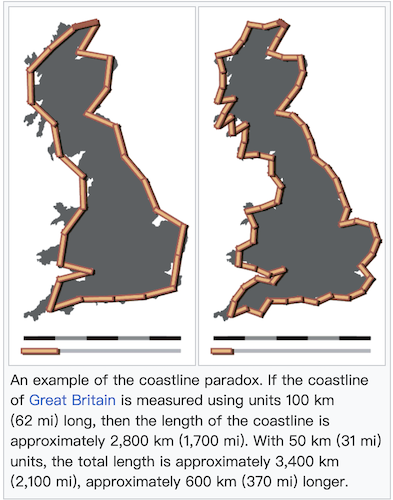 An example of the coastline paradox. If the coastline
of Great Britain is measured using units 100 km
(62 mi) long, then the length of the coastline is
approximately 2,800 km (1,700 mi). With 50 km (31 mi)
units, the total length is approximately 3,400 km
(2,100 mi), approximately 600 km (370 mi) longer.